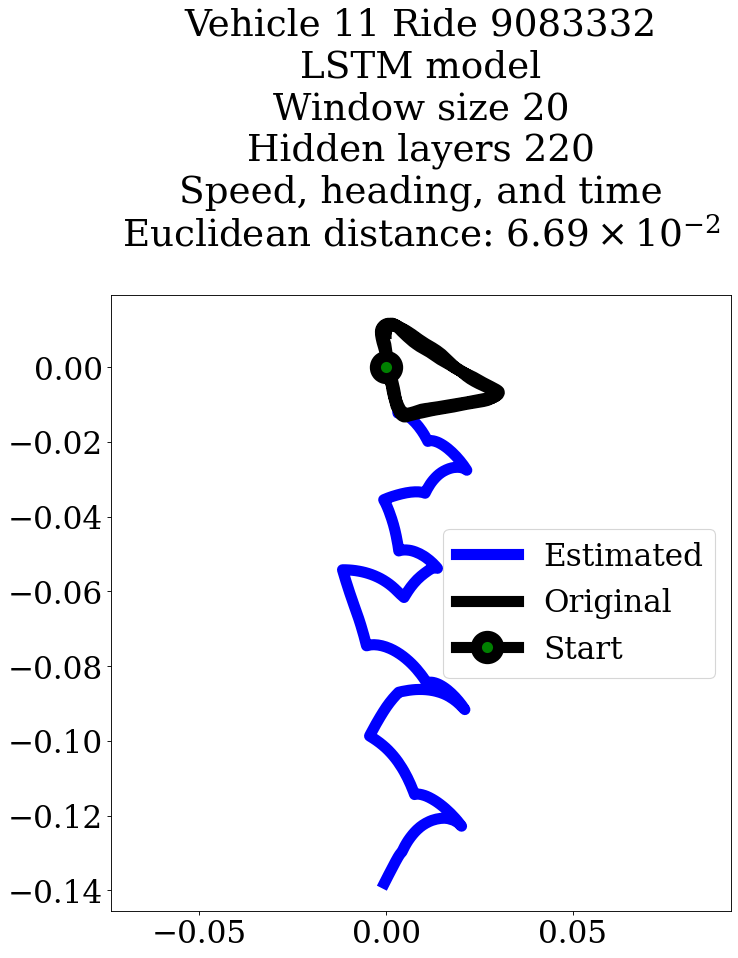 Vehicle 11 Ride 9083332
LSTM model
Window size 20
Hidden layers 220
Speed, heading, and time
Euclidean distance: 6.69 × 10⁻²
0.00
−0.02
−0.04
−0.06
−0.08
−0.10
−0.12
−0.14
Estimated
Original
Start
−0.05
0.00
0.05